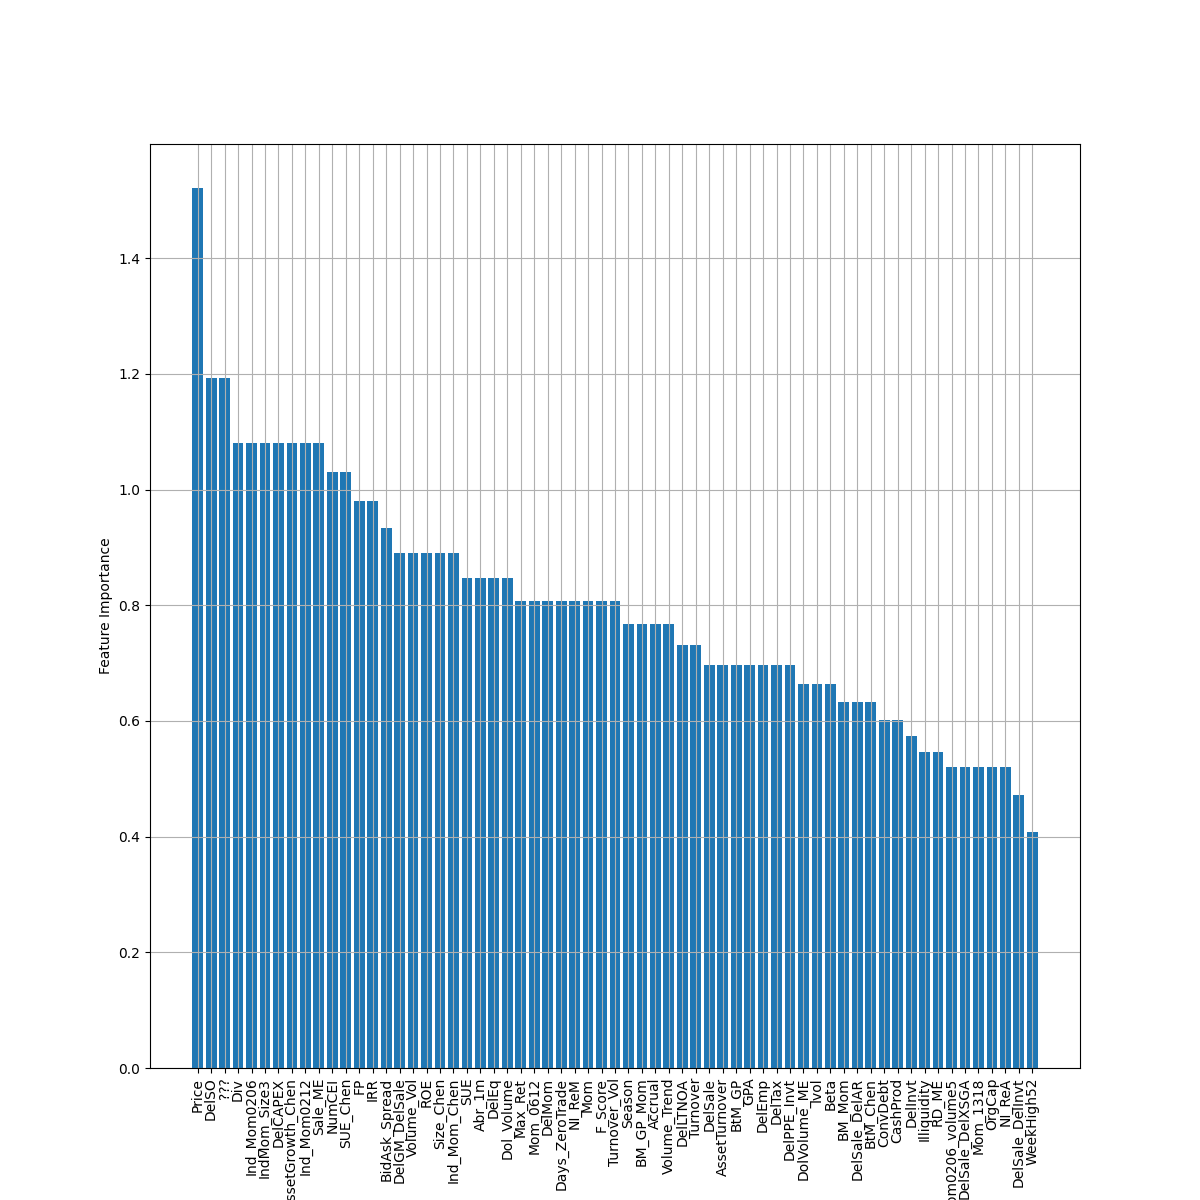 Feature Importance
1.4
1.2
1.0
0.8
0.6
0.4
0.2
0.0
Price
DelSO
???
Div
Ind_Mom0206
IndMom_Size3
DelCAPEX
ssetGrowth_Chen
Ind_Mom0212
Sale_ME
NumCEI
SUE_Chen
FP
IRR
BidAsk_Spread
DelGM_DelSale
Volume_Vol
ROE
Size_Chen
Ind_Mom_Chen
SUE
Abr_1m
DelEq
Dol_Volume
Max_Ret
Mom_0612
DelMom
Days_ZeroTrade
NI_ReM
_Mom
F_Score
Turnover_Vol
Season
BM_GP_Mom
Accrual
Volume_Trend
DelLTNOA
Turnover
DelSale
AssetTurnover
BtM_GP
GPA
DelEmp
DelTax
DelPPE_Invt
DolVolume_ME
Ivol
Beta
BM_Mom
DelSale_DelAR
BtM_Chen
ConvDebt
CashProd
DelInvt
Illiquidity
RD_ME
om0206_volume5
DelSale_DelXSGA
Mom_1318
OrgCap
NI_ReA
DelSale_DelInvt
WeekHigh52